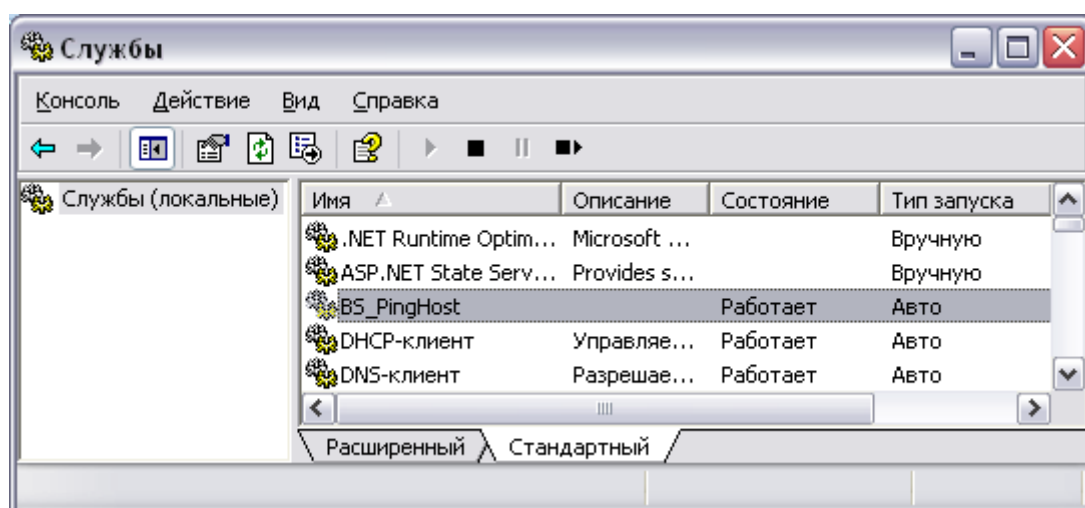 Службы
Консоль Действие Вид Справка
Службы (локальные)
Имя Описание Состояние Тип запуска
.NET Runtime Optim... Microsoft ... Вручную
ASP.NET State Serv... Provides s... Вручную
BS_PingHost Работает Авто
DHCP-клиент Управляе... Работает Авто
DNS-клиент Разрешае... Работает Авто
Расширенный Стандартный